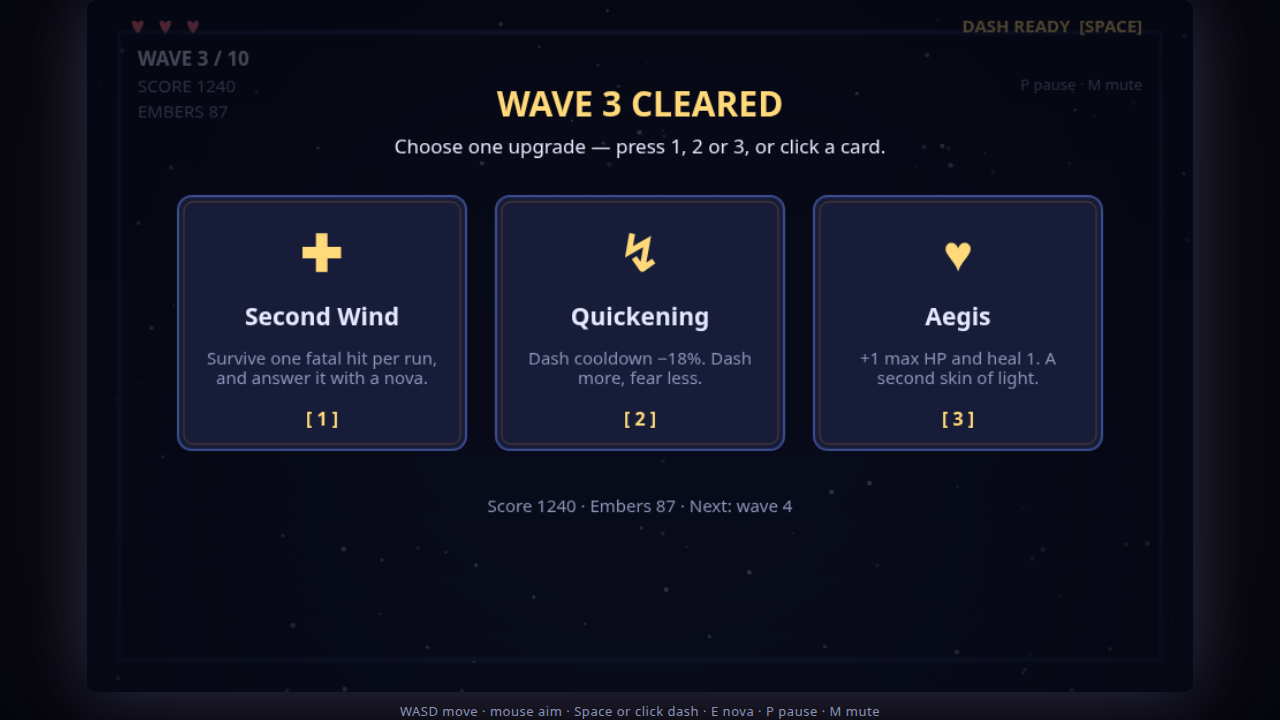 ♥ ♥ ♥
DASH READY [SPACE]
WAVE 3 / 10
SCORE 1240
EMBERS 87
P pause · M mute
WAVE 3 CLEARED
Choose one upgrade — press 1, 2 or 3, or click a card.
Second Wind
Survive one fatal hit per run,
and answer it with a nova.
[ 1 ]
Quickening
Dash cooldown −18%. Dash
more, fear less.
[ 2 ]
Aegis
+1 max HP and heal 1. A
second skin of light.
[ 3 ]
Score 1240 · Embers 87 · Next: wave 4
WASD move · mouse aim · Space or click dash · E nova · P pause · M mute